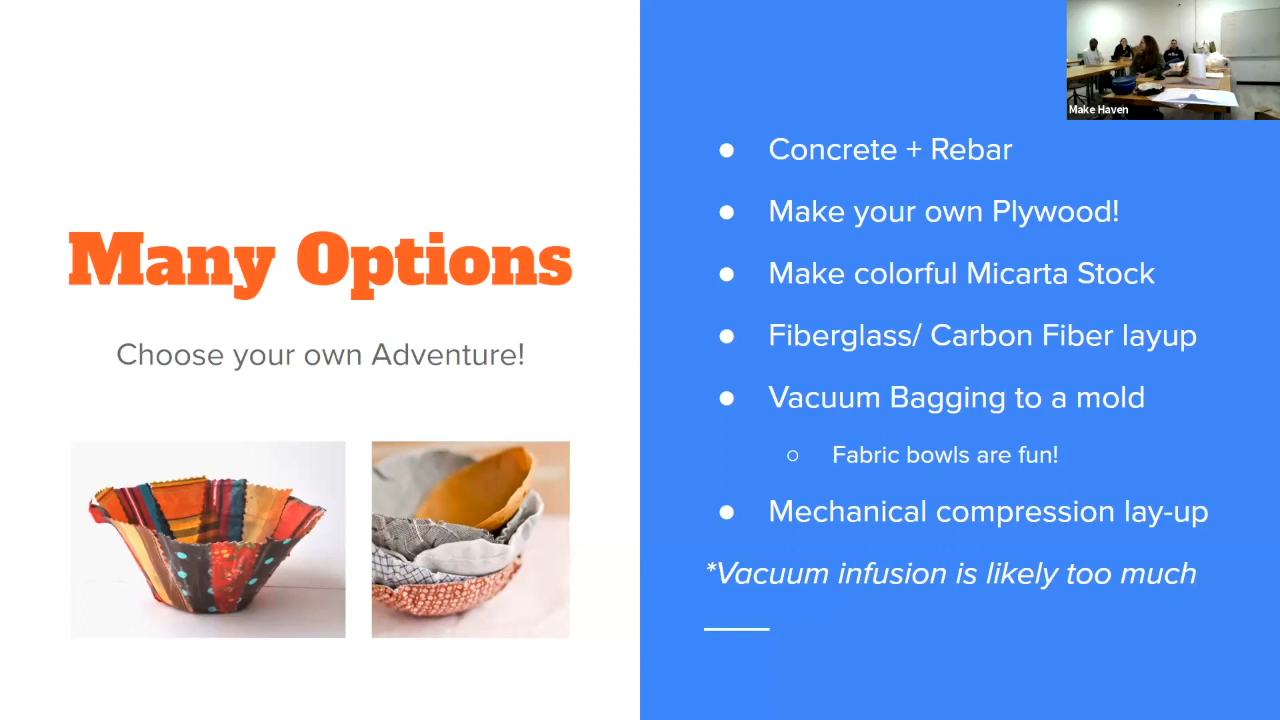 Many Options
Choose your own Adventure!
Make Haven
● Concrete + Rebar
● Make your own Plywood!
● Make colorful Micarta Stock
● Fiberglass/ Carbon Fiber layup
● Vacuum Bagging to a mold
○ Fabric bowls are fun!
● Mechanical compression lay-up
*Vacuum infusion is likely too much